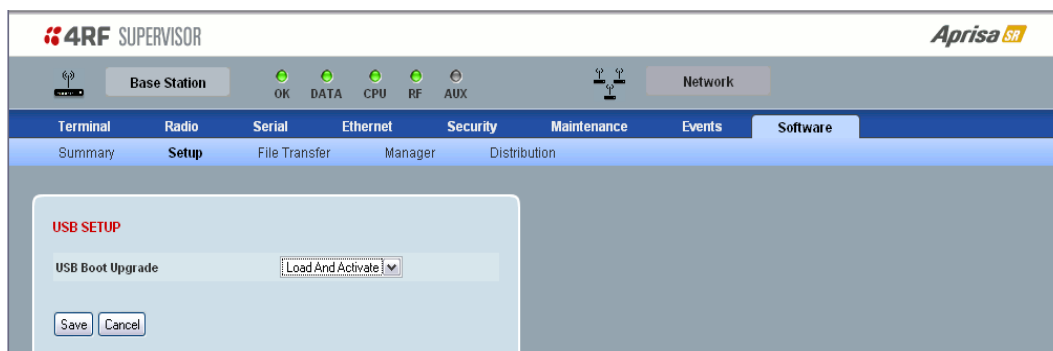 4RF SUPERVISOR
Aprisa SR
Base Station
OK DATA CPU RF AUX
Network
Terminal Radio Serial Ethernet Security Maintenance Events Software
Summary Setup File Transfer Manager Distribution
USB SETUP
USB Boot Upgrade Load And Activate
Save Cancel